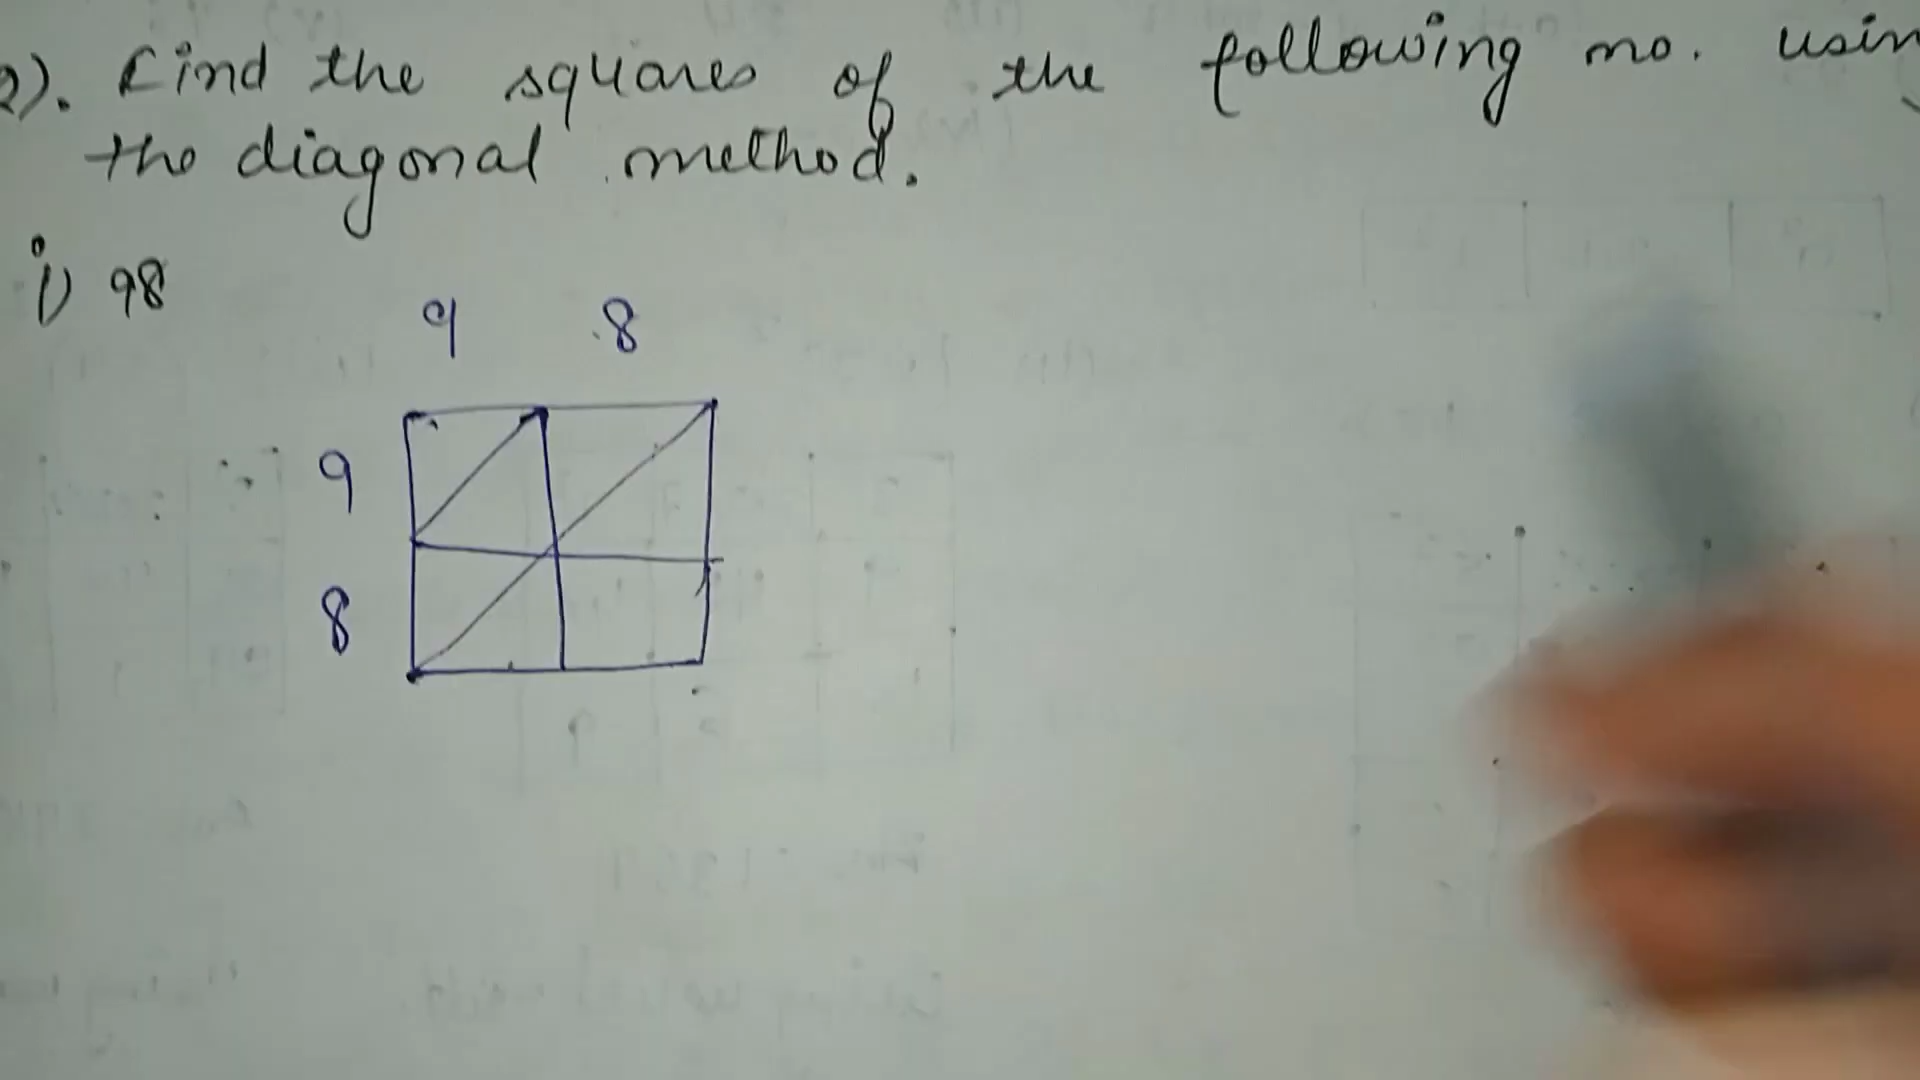 2). Find the squares of the following no. usin
the diagonal method.
i) 98
9 8
9
8